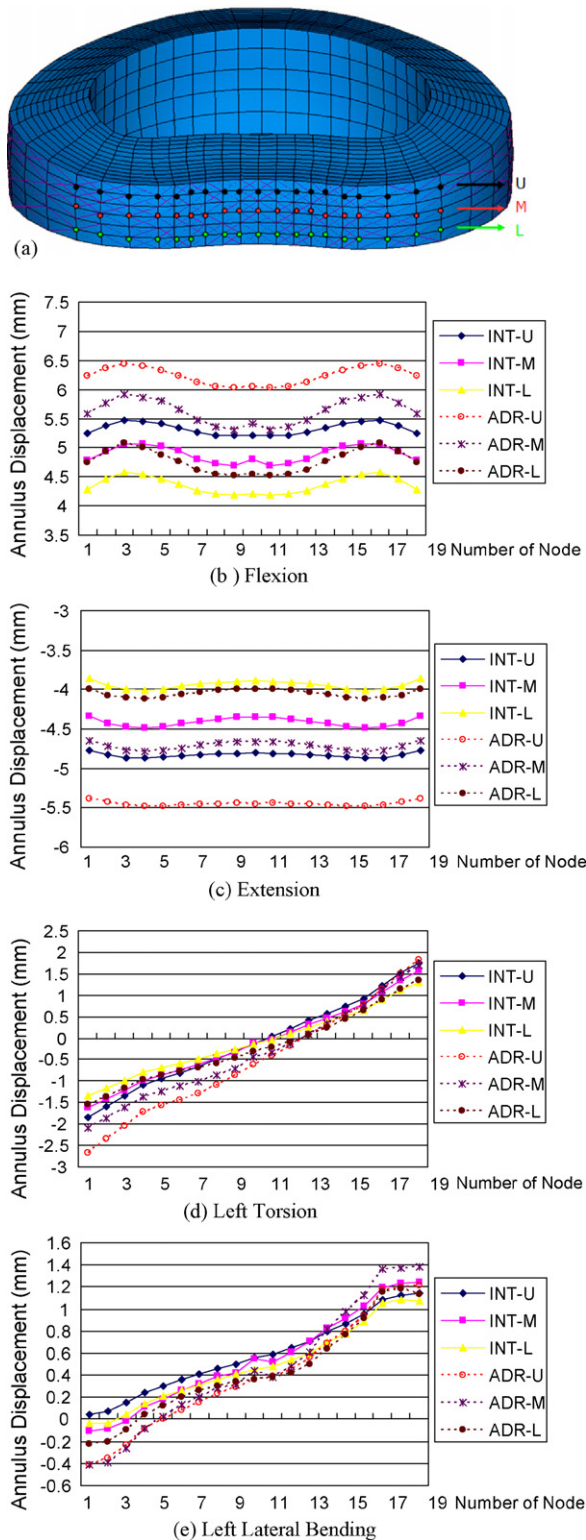 U
M
L
(a)
Annulus Displacement (mm)
7.5
7
6.5
6
5.5
5
4.5
4
3.5
1 3 5 7 9 11 13 15 17 19 Number of Node
INT-U
INT-M
INT-L
ADR-U
ADR-M
ADR-L
(b ) Flexion
Annulus Displacement (mm)
-3
-3.5
-4
-4.5
-5
-5.5
-6
1 3 5 7 9 11 13 15 17 19 Number of Node
INT-U
INT-M
INT-L
ADR-U
ADR-M
ADR-L
(c) Extension
Annulus Displacement (mm)
2.5
2
1.5
1
0.5
0
-0.5
-1
-1.5
-2
-2.5
-3
1 3 5 7 9 11 13 15 17 19 Number of Node
INT-U
INT-M
INT-L
ADR-U
ADR-M
ADR-L
(d) Left Torsion
Annulus Displacement (mm)
1.6
1.4
1.2
1
0.8
0.6
0.4
0.2
0
-0.2
-0.4
-0.6
1 3 5 7 9 11 13 15 17 19 Number of Node
INT-U
INT-M
INT-L
ADR-U
ADR-M
ADR-L
(e) Left Lateral Bending